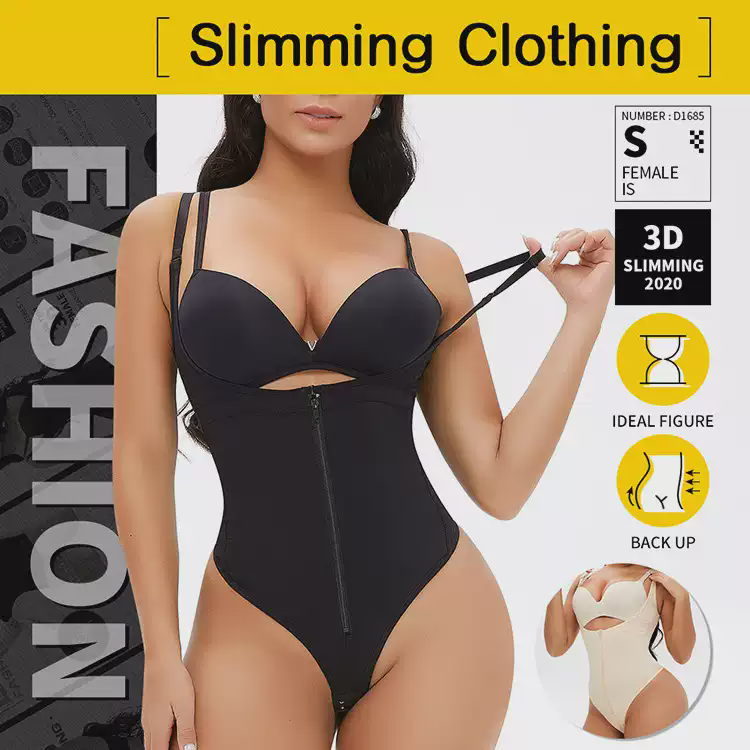 Slimming Clothing
FASHION
NUMBER : D1685
S
FEMALE
IS
3D
SLIMMING
2020
IDEAL FIGURE
BACK UP